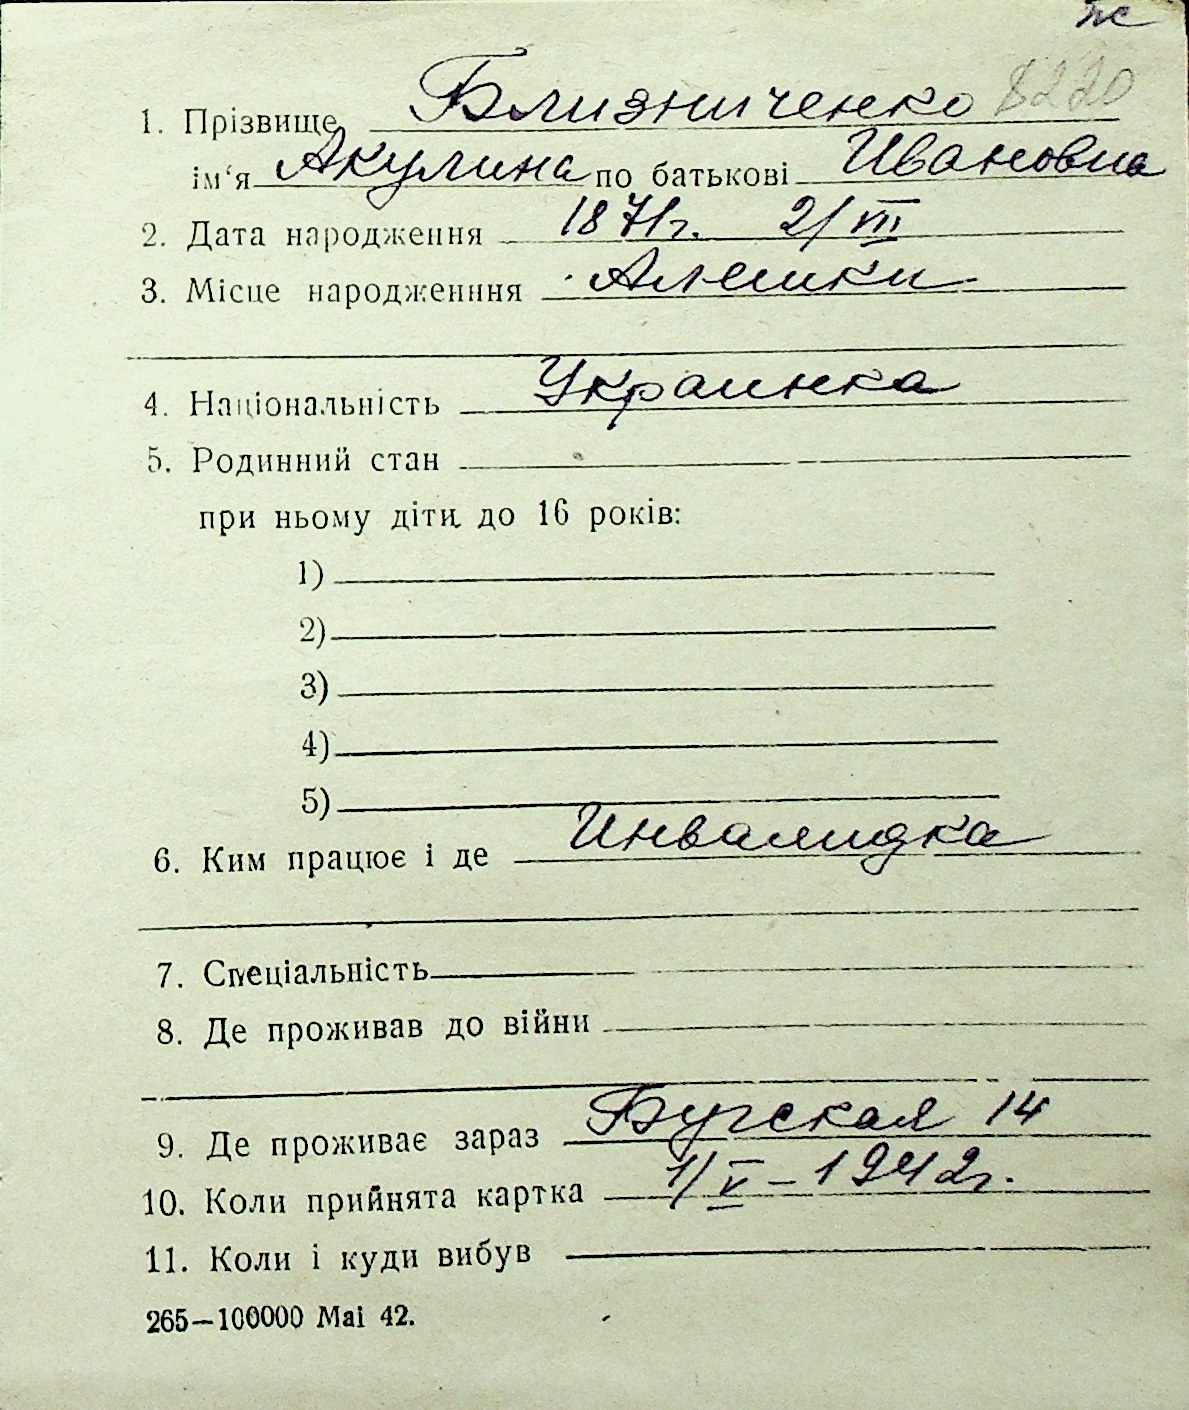 1. Прізвище Близниченко 8220
ім'я Акулина по батькові Ивановна
2. Дата народження 1871г. 2/VIII
3. Місце народженння Алешки
4. Національність Украинка
5. Родинний стан
при ньому діти до 16 років:
1)
2)
3)
4)
5)
6. Ким працює і де Инвалидка
7. Спеціальність
8. Де проживав до війни
9. Де проживає зараз Бугская 14
10. Коли прийнята картка 1/V – 1942г.
11. Коли і куди вибув
265—100000 Mai 42.